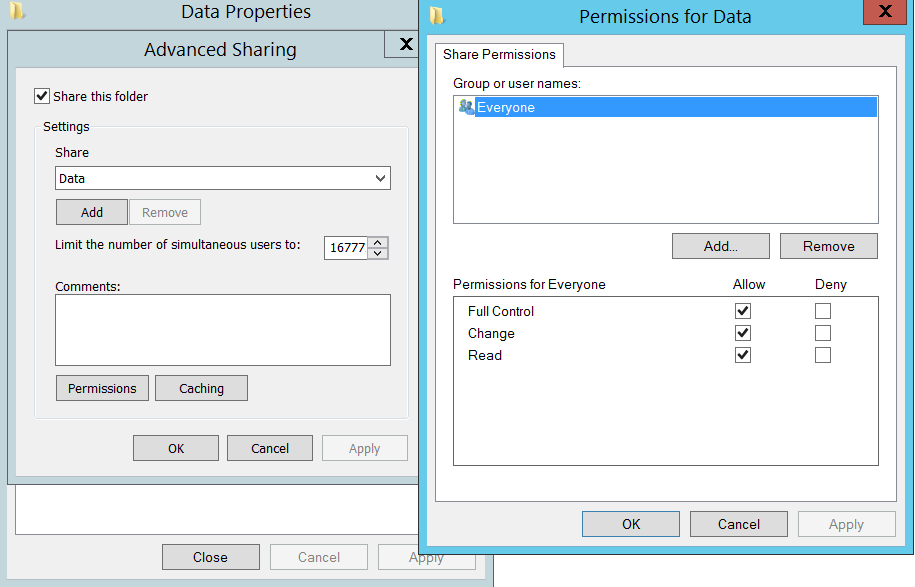 Data Properties
Advanced Sharing
X
Share this folder
Settings
Share
Data
Add Remove
Limit the number of simultaneous users to: 16777
Comments:
Permissions Caching
OK Cancel Apply
Close Cancel Apply
Permissions for Data
X
Share Permissions
Group or user names:
Everyone
Add... Remove
Permissions for Everyone Allow Deny
Full Control
Change
Read
OK Cancel Apply